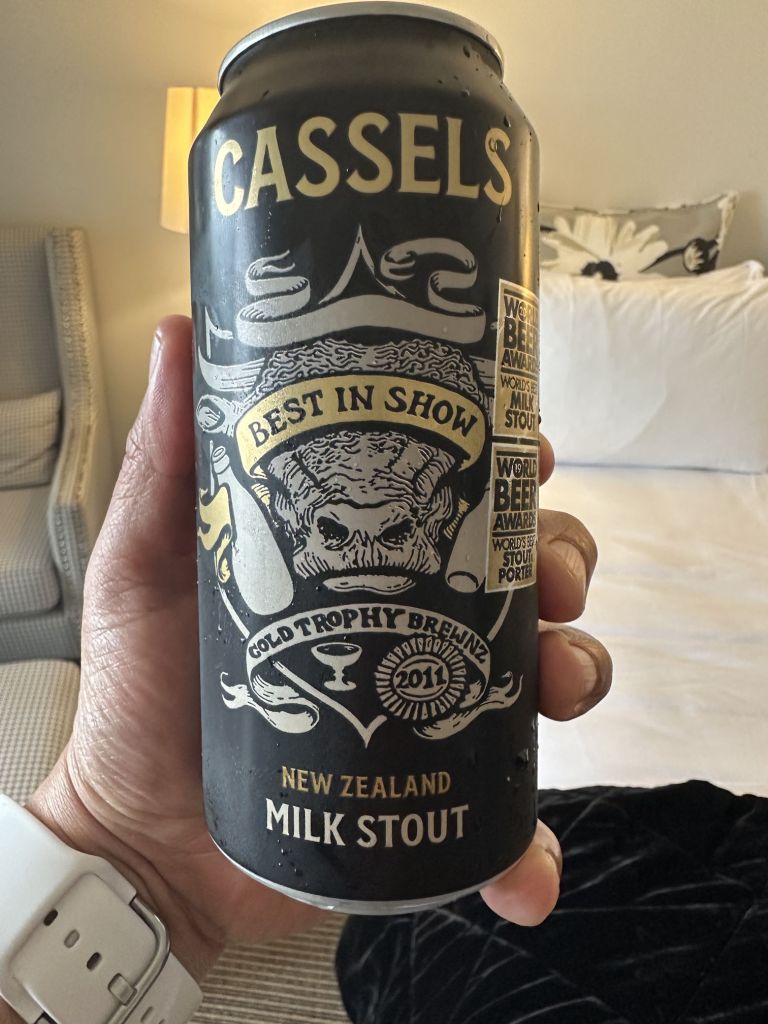 CASSELS
BEST IN SHOW
WORLD
BEER
AWARDS
WORLD'S BEST
MILK
STOUT
WORLD
BEER
AWARDS
WORLD'S BEST
STOUT
PORTER
GOLD TROPHY BREWNZ
2011
NEW ZEALAND
MILK STOUT